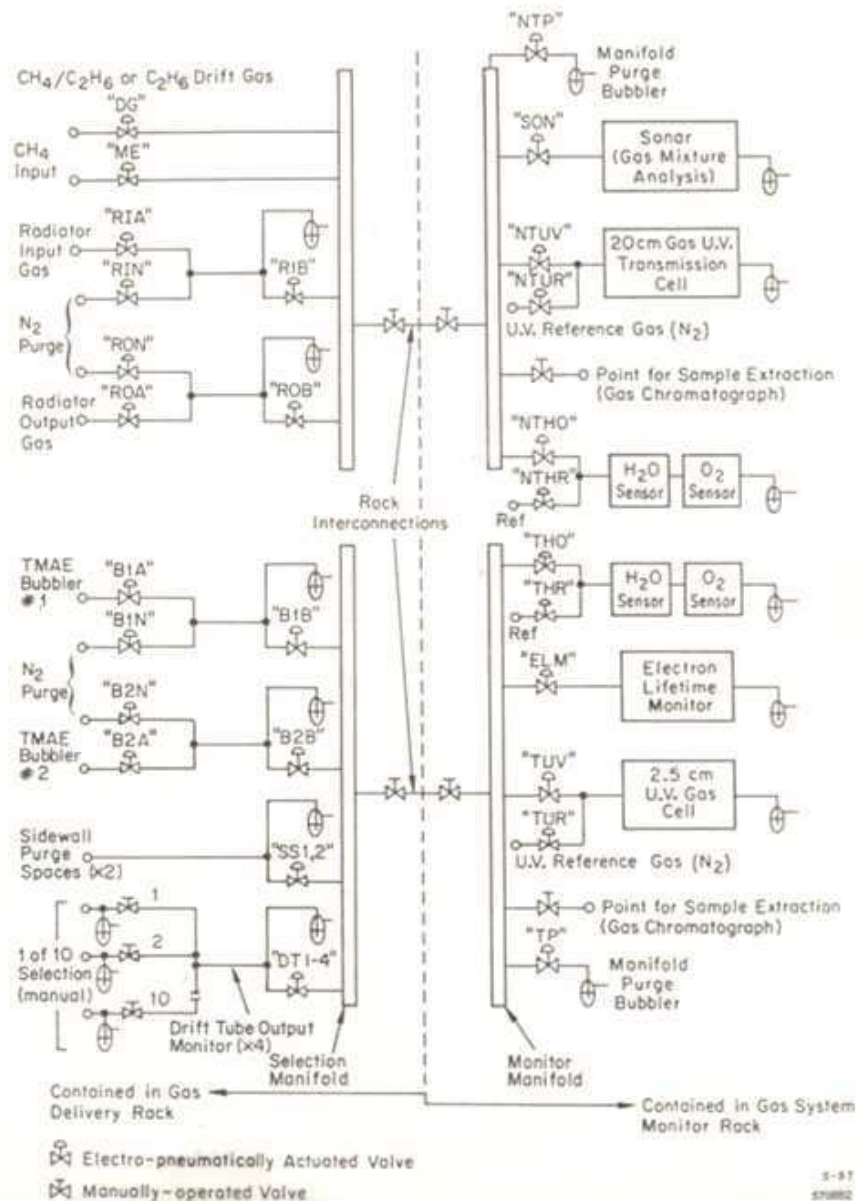 "NTP"
Manifold
Purge
Bubbler
CH4/C2H6 or C2H6 Drift Gas
"DG"
CH4
Input
"ME"
"SON"
Sonar
(Gas Mixture
Analysis)
Radiator
Input
Gas
"RIA"
"RIN"
"RIB"
N2
Purge
"RON"
"ROA"
"ROB"
Radiator
Output
Gas
"NTUV"
"NTUR"
20cm Gas U.V.
Transmission
Cell
U.V. Reference Gas (N2)
Point for Sample Extraction
(Gas Chromatograph)
"NTHO"
"NTHR"
Ref
H2O
Sensor
O2
Sensor
Rack
Interconnections
TMAE
Bubbler
#1
"B1A"
"B1N"
"B1B"
N2
Purge
"B2N"
"B2A"
"B2B"
TMAE
Bubbler
#2
Sidewall
Purge
Spaces (x2)
"SS1,2"
1 of 10
Selection
(manual)
1
2
10
"DT1-4"
Drift Tube Output
Monitor (x4)
Selection
Manifold
"THO"
"THR"
Ref
H2O
Sensor
O2
Sensor
"ELM"
Electron
Lifetime
Monitor
"TUV"
"TUR"
2.5 cm
U.V. Gas
Cell
U.V. Reference Gas (N2)
Point for Sample Extraction
(Gas Chromatograph)
"TP"
Manifold
Purge
Bubbler
Monitor
Manifold
Contained in Gas
Delivery Rack
Contained in Gas System
Monitor Rack
Electro-pneumatically Actuated Valve
Manually-operated Valve